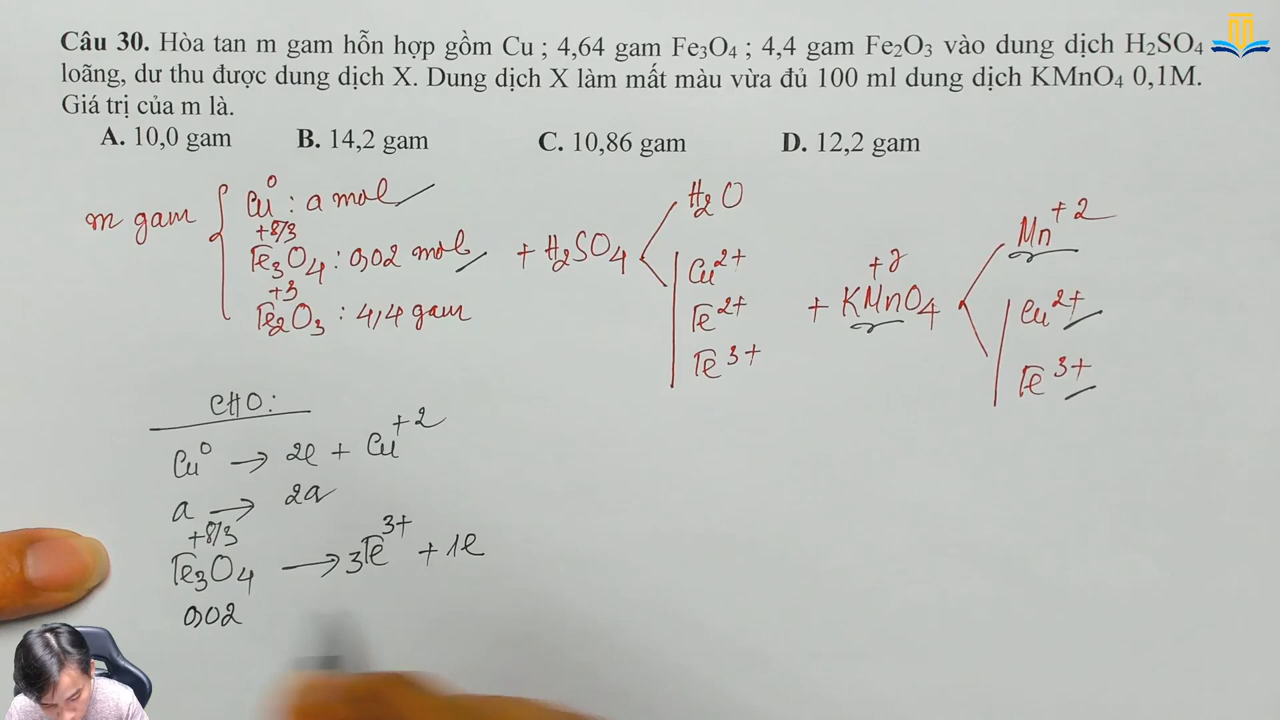 Câu 30. Hòa tan m gam hỗn hợp gồm Cu ; 4,64 gam Fe₃O₄ ; 4,4 gam Fe₂O₃ vào dung dịch H₂SO₄
loãng, dư thu được dung dịch X. Dung dịch X làm mất màu vừa đủ 100 ml dung dịch KMnO₄ 0,1M.
Giá trị của m là.
A. 10,0 gam B. 14,2 gam C. 10,86 gam D. 12,2 gam
m gam
Cu⁰ : a mol
+8/3
Fe₃O₄ : 0,02 mol
+3
Fe₂O₃ : 4,4 gam
+ H₂SO₄
H₂O
Cu²⁺
Fe²⁺
Fe³⁺
+7
+ KMnO₄
Mn⁺²
Cu²⁺
Fe³⁺
CHO:
Cu⁰ → 2e + Cu⁺²
a → 2a
+8/3
Fe₃O₄ → 3Fe³⁺ + 1e
0,02